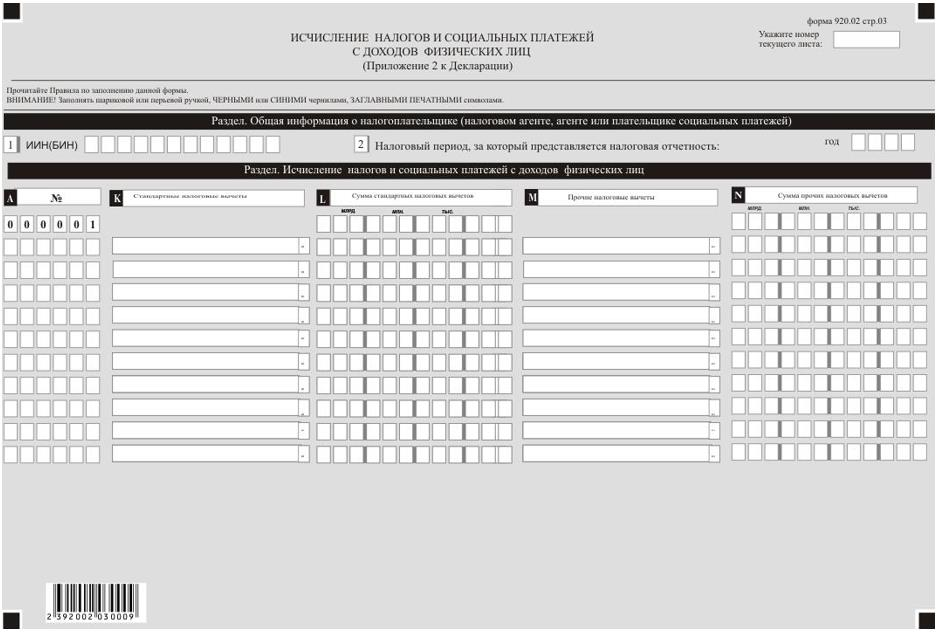 форма 920.02 стр.03
ИСЧИСЛЕНИЕ НАЛОГОВ И СОЦИАЛЬНЫХ ПЛАТЕЖЕЙ
С ДОХОДОВ ФИЗИЧЕСКИХ ЛИЦ
(Приложение 2 к Декларации)
Укажите номер
текущего листа:
Прочитайте Правила по заполнению данной формы.
ВНИМАНИЕ! Заполнять шариковой или перьевой ручкой, ЧЕРНЫМИ или СИНИМИ чернилами, ЗАГЛАВНЫМИ ПЕЧАТНЫМИ символами.
Раздел. Общая информация о налогоплательщике (налоговом агенте, агенте или плательщике социальных платежей)
1 ИИН(БИН) 2 Налоговый период, за который представляется налоговая отчетность: год
Раздел. Исчисление налогов и социальных платежей с доходов физических лиц
A № K Стандартные налоговые вычеты L Сумма стандартных налоговых вычетов M Прочие налоговые вычеты N Сумма прочих налоговых вычетов
МЛРД. МЛН. ТЫС. МЛРД. МЛН. ТЫС.
0 0 0 0 0 1
2 392002 030009